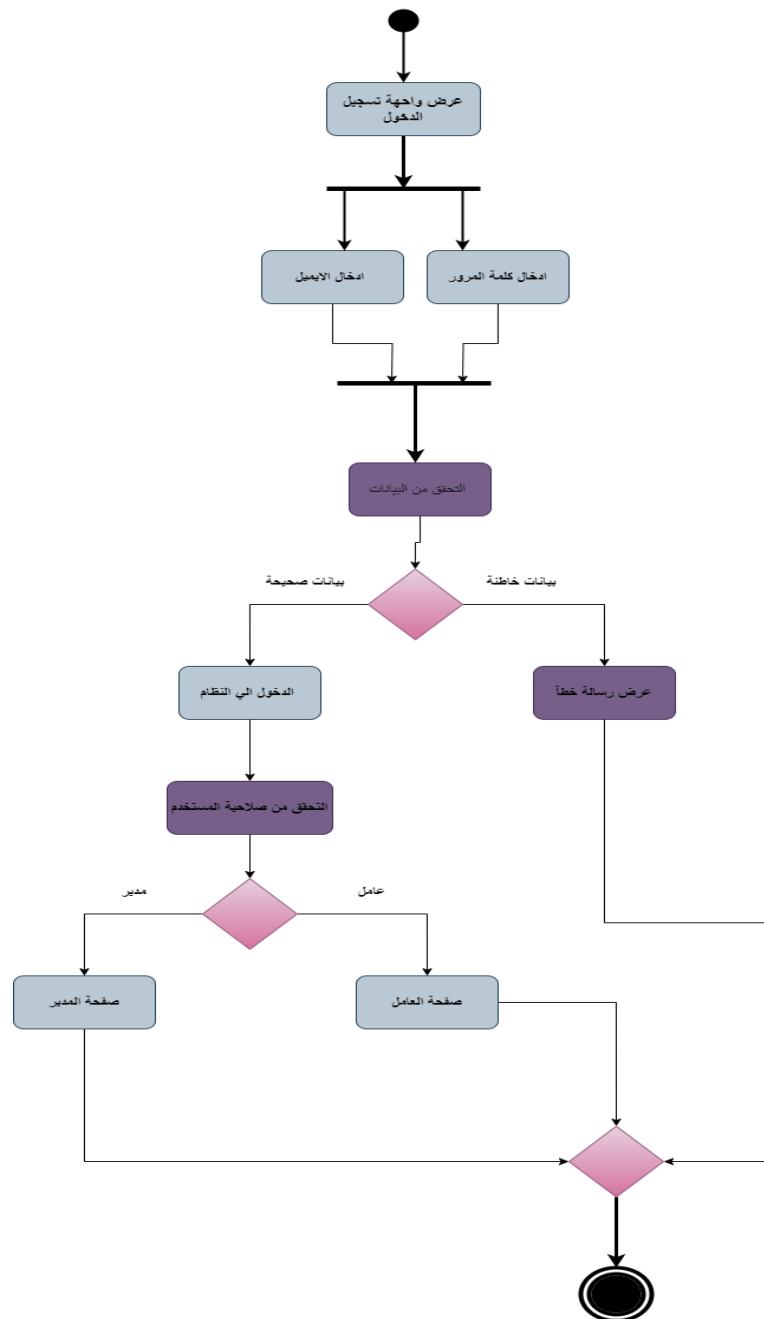 عرض واجهة تسجيل
الدخول
ادخال كلمة المرور
ادخال الايميل
التحقق من البيانات
بيانات خاطئة
بيانات صحيحة
عرض رسالة خطأ
الدخول الي النظام
التحقق من صلاحية المستخدم
عامل
مدير
صفحة العامل
صفحة المدير